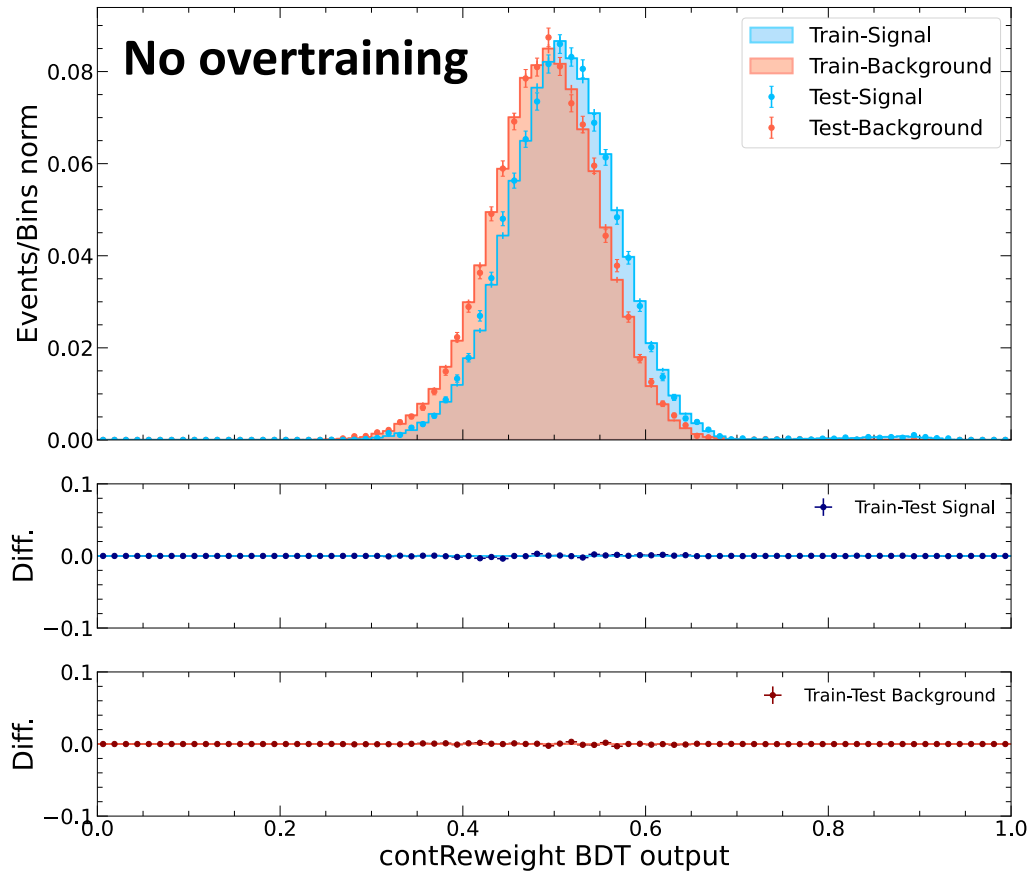 No overtraining
Train-Signal
Train-Background
Test-Signal
Test-Background
Events/Bins norm
0.08
0.06
0.04
0.02
0.00
Train-Test Signal
Diff.
0.1
0.0
−0.1
Train-Test Background
Diff.
0.1
0.0
−0.1
0.0 0.2 0.4 0.6 0.8 1.0
contReweight BDT output